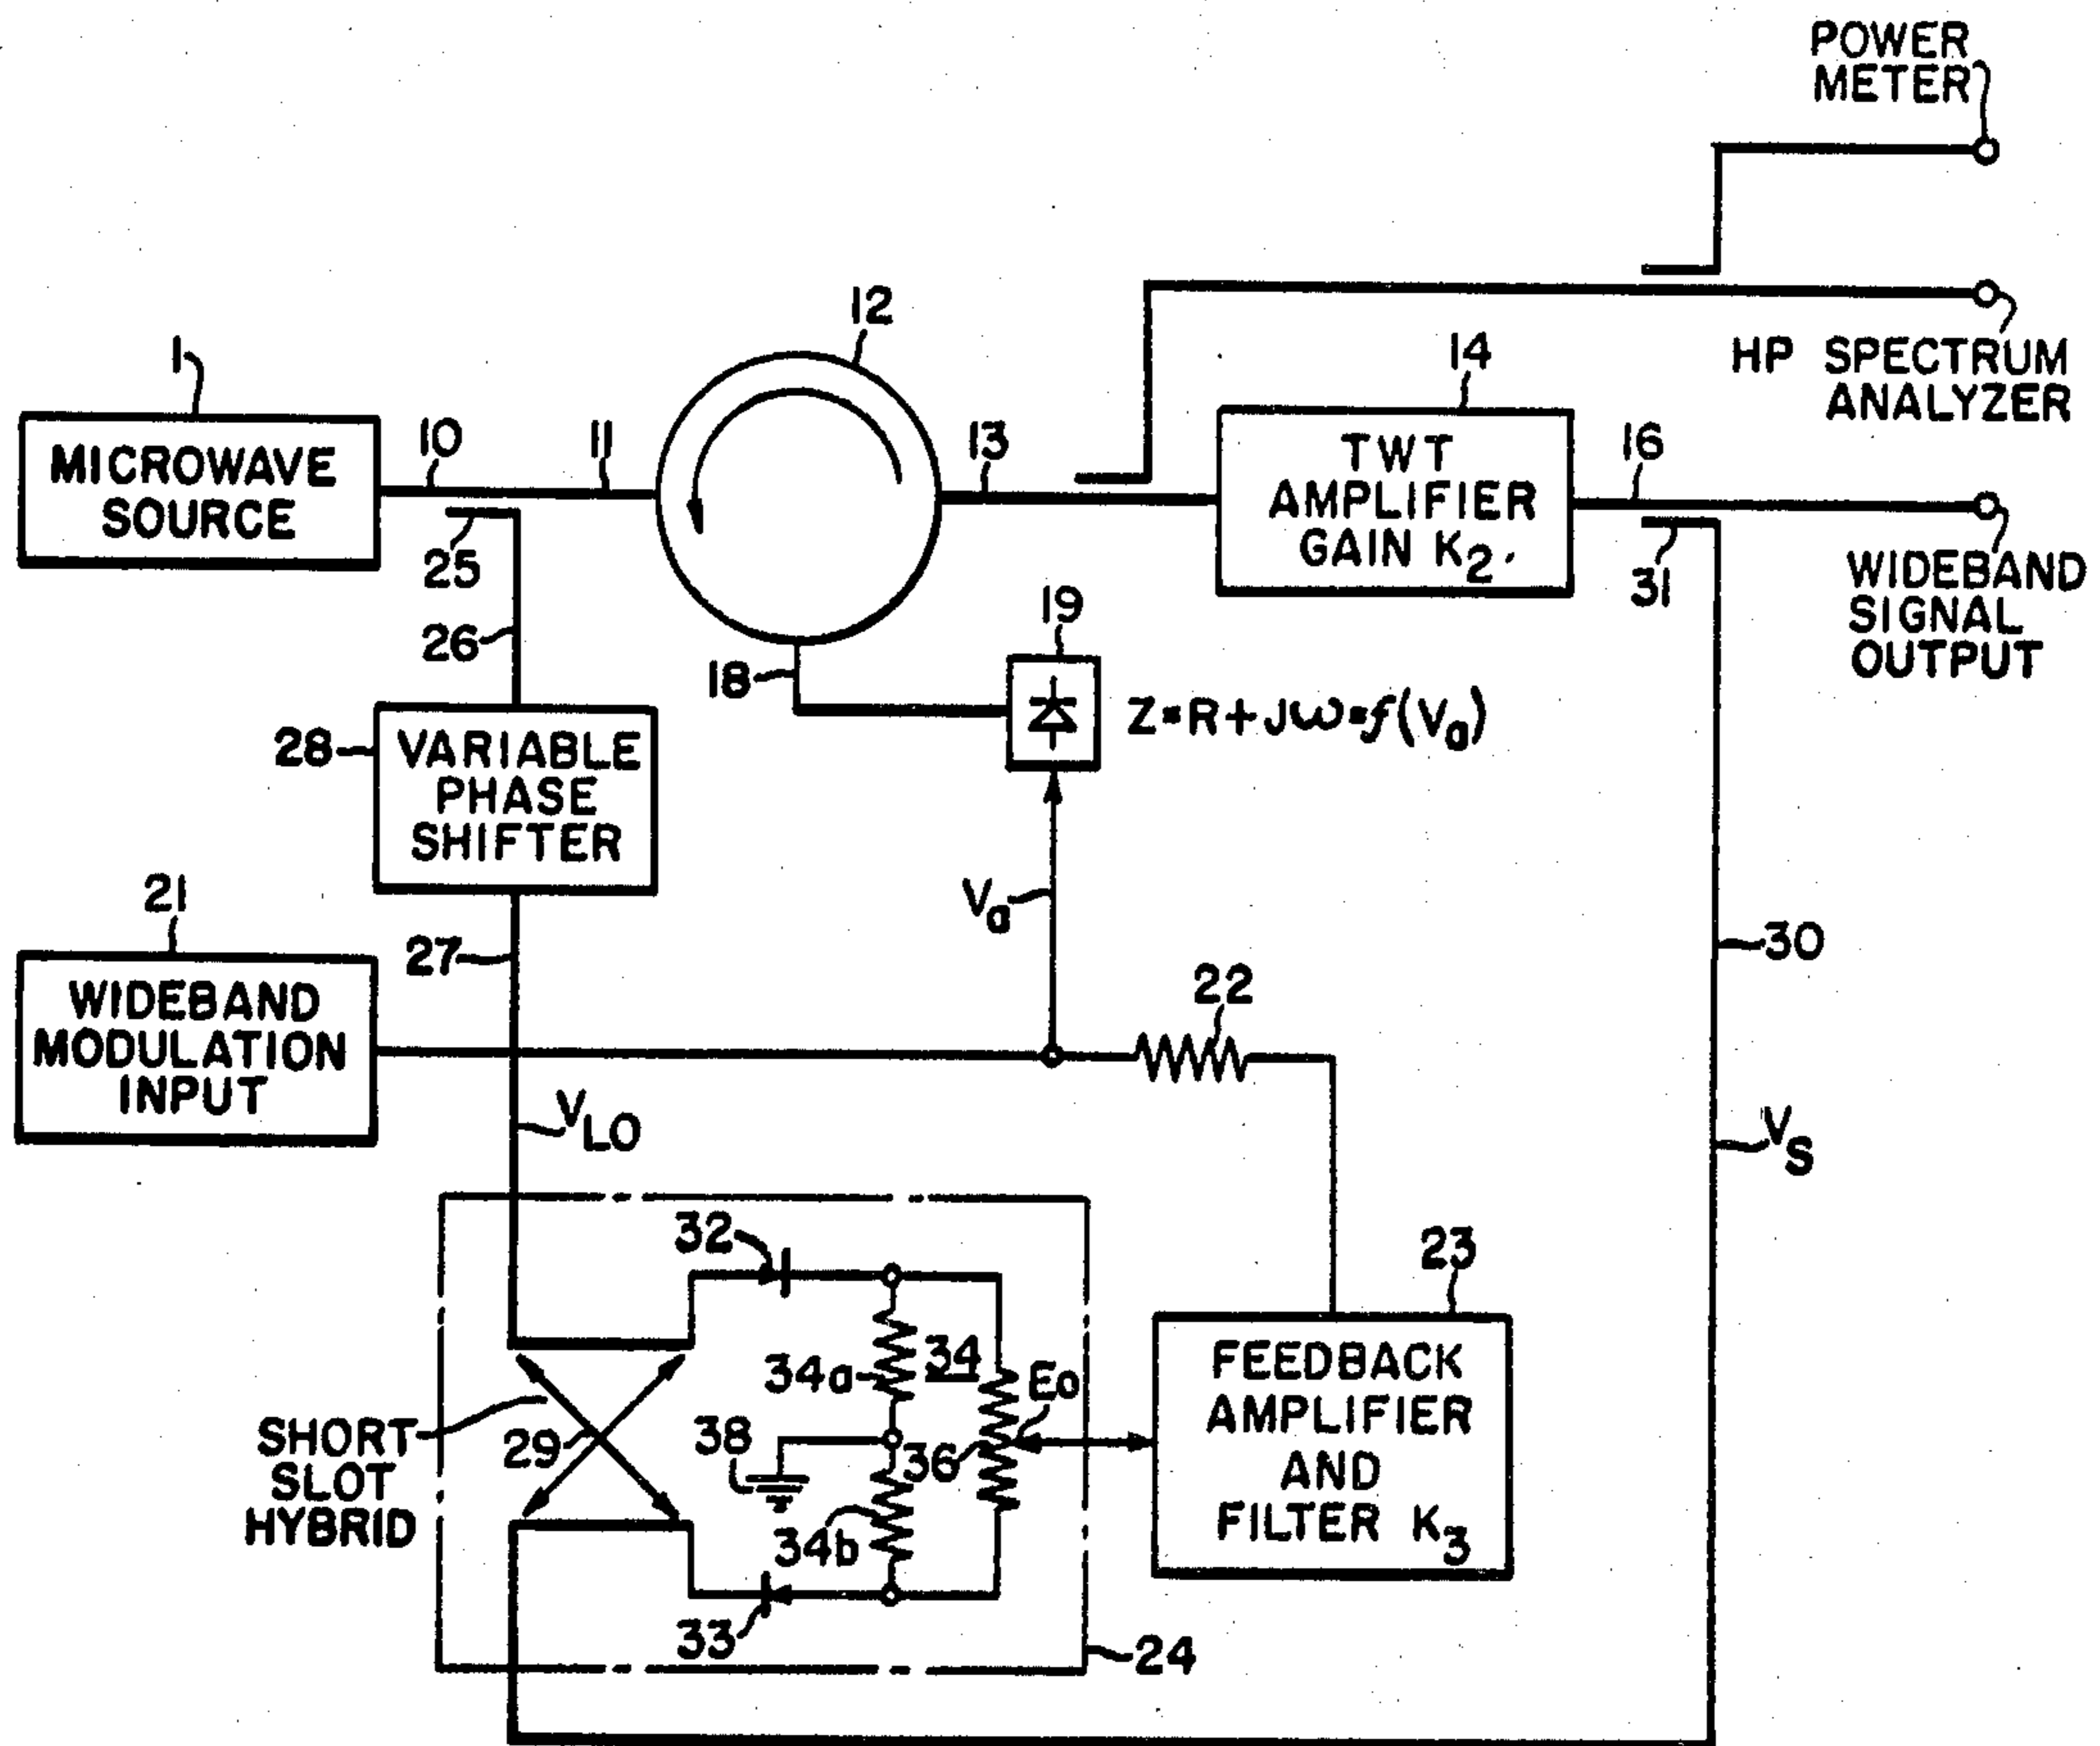 POWER
METER
12
1
14
HP SPECTRUM
ANALYZER
10
11
13
16
MICROWAVE
SOURCE
TWT
AMPLIFIER
GAIN K2
25
31
WIDEBAND
SIGNAL
OUTPUT
26
18
19
Z=R+Jω=f(Va)
28
VARIABLE
PHASE
SHIFTER
21
27
Va
30
22
WIDEBAND
MODULATION
INPUT
VLO
VS
32
23
34a
34
Eo
FEEDBACK
AMPLIFIER
AND
FILTER K3
SHORT
SLOT
HYBRID
29
38
36
34b
33
24